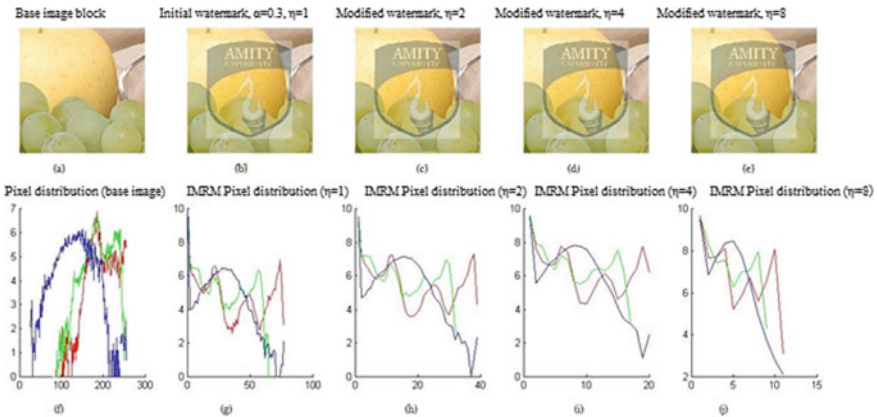 Base image block
Initial watermark, α=0.3, η=1
Modified watermark, η=2
Modified watermark, η=4
Modified watermark, η=8
AMITY
UNIVERSITY
AMITY
UNIVERSITY
AMITY
UNIVERSITY
AMITY
UNIVERSITY
(a)
(b)
(c)
(d)
(e)
Pixel distribution (base image)
IMRM Pixel distribution (η=1)
IMRM Pixel distribution (η=2)
IMRM Pixel distribution (η=4)
IMRM Pixel distribution (η=8)
7
6
5
4
3
2
1
0
0 100 200 300
10
8
6
4
2
0
0 50 100
10
8
6
4
2
0
0 20 40
10
8
6
4
2
0
0 10 20
10
8
6
4
2
0 5 10 15
(f)
(g)
(h)
(i)
(j)